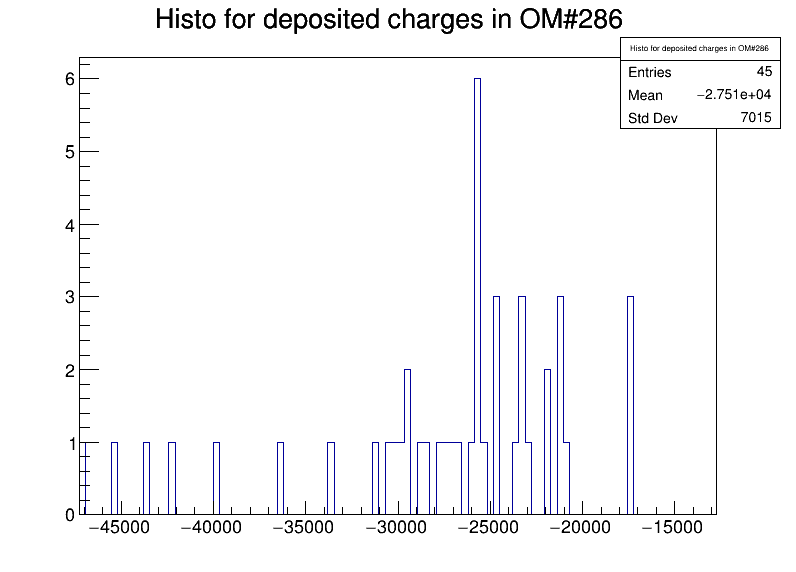 Histo for deposited charges in OM#286
Histo for deposited charges in OM#286
Entries 45
Mean −2.751e+04
Std Dev 7015
6
5
4
3
2
1
0
−45000 −40000 −35000 −30000 −25000 −20000 −15000